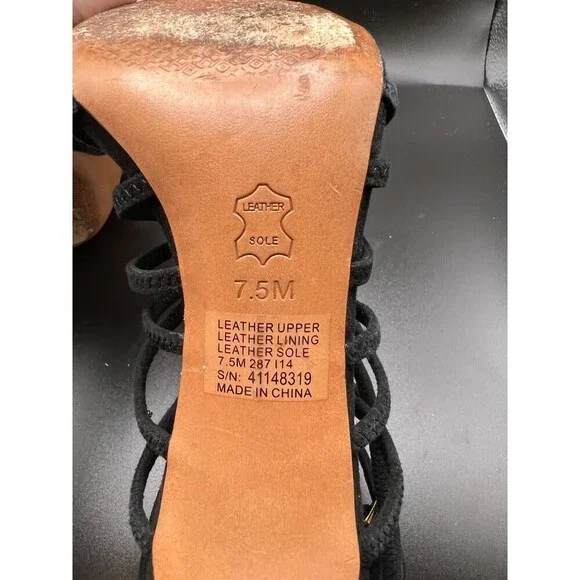 LEATHER
SOLE
7.5M
LEATHER UPPER
LEATHER LINING
LEATHER SOLE
7.5M 287 I14
S/N: 41148319
MADE IN CHINA